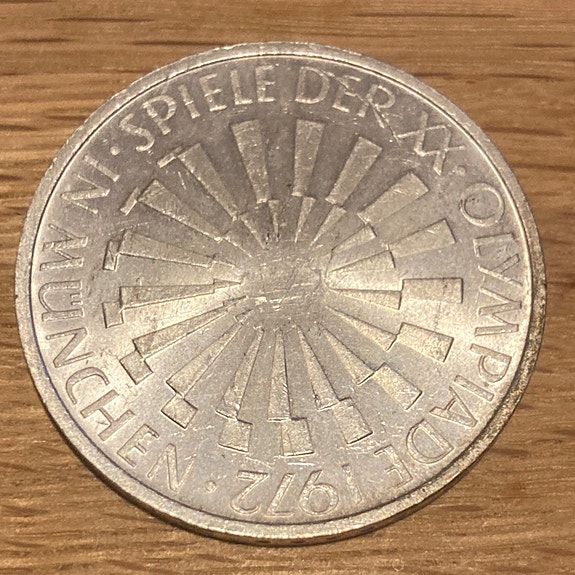 SPIELE DER XX · OLYMPIADE 1972 · IN MÜNCHEN ·